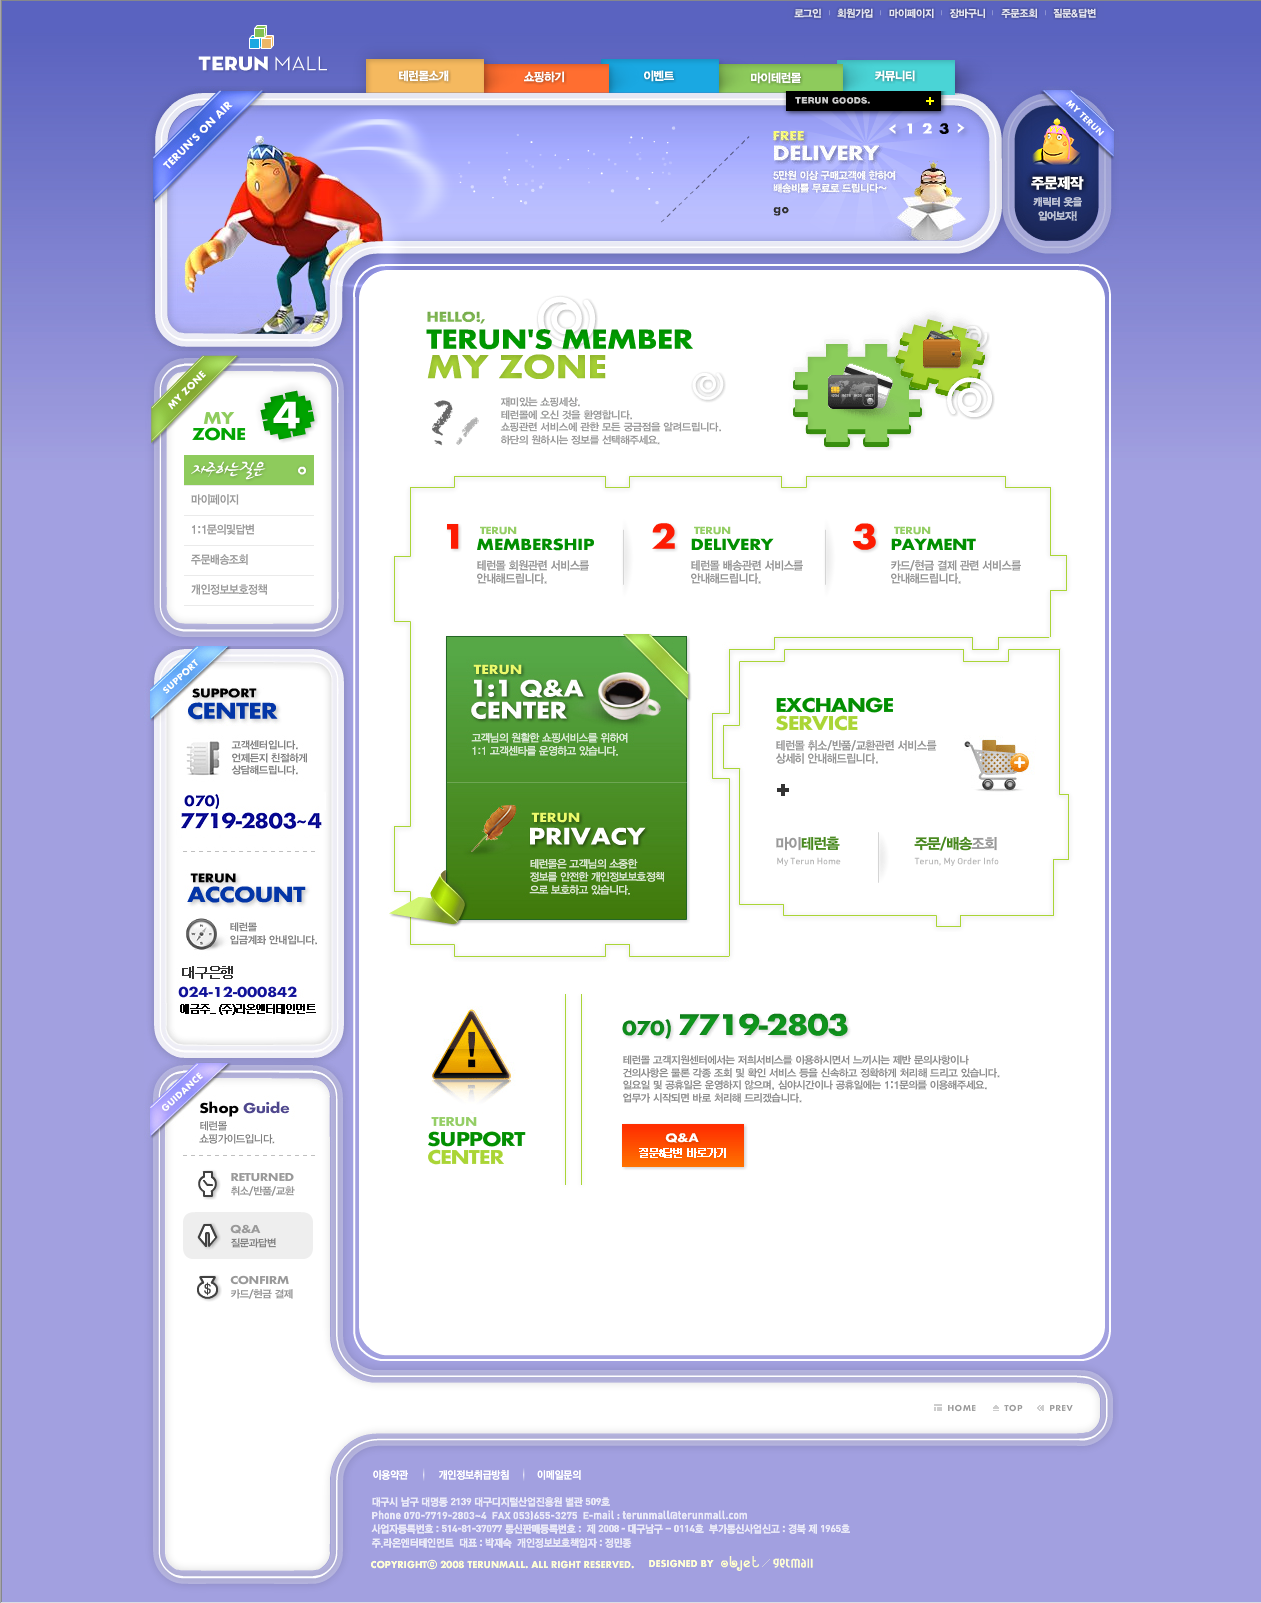 로그인 회원가입 마이페이지 장바구니 주문조회 질문&답변
TERUN MALL
테런몰소개 쇼핑하기 이벤트 마이테런몰 커뮤니티
TERUN GOODS. +
TERUN'S ON AIR
FREE
DELIVERY
5만원 이상 구매고객에 한하여
배송비를 무료로 드립니다~
go
< 1 2 3 >
MY TERUN
주문제작
캐릭터 옷을
입어보자!
MY ZONE
MY
ZONE
4
자주하는질문
마이페이지
1:1문의및답변
주문배송조회
개인정보보호정책
HELLO!,
TERUN'S MEMBER
MY ZONE
재미있는 쇼핑세상.
테런몰에 오신 것을 환영합니다.
쇼핑관련 서비스에 관한 모든 궁금점을 알려드립니다.
하단의 원하시는 정보를 선택해주세요.
1 TERUN
MEMBERSHIP
테런몰 회원관련 서비스를
안내해드립니다.
2 TERUN
DELIVERY
테런몰 배송관련 서비스를
안내해드립니다.
3 TERUN
PAYMENT
카드/현금 결제 관련 서비스를
안내해드립니다.
TERUN
1:1 Q&A
CENTER
고객님의 원활한 쇼핑서비스를 위하여
1:1 고객센타를 운영하고 있습니다.
TERUN
PRIVACY
테런몰은 고객님의 소중한
정보를 안전한 개인정보보호정책
으로 보호하고 있습니다.
EXCHANGE
SERVICE
테런몰 취소/반품/교환관련 서비스를
상세히 안내해드립니다.
마이테런홈
My Terun Home
주문/배송조회
Terun, My Order Info
SUPPORT
SUPPORT
CENTER
고객센터입니다.
언제든지 친절하게
상담해드립니다.
070)
7719-2803~4
TERUN
ACCOUNT
테런몰
입금계좌 안내입니다.
대구은행
024-12-000842
예금주_ (주)라온엔터테인먼트
TERUN
SUPPORT
CENTER
070) 7719-2803
테런몰 고객지원센터에서는 저희서비스를 이용하시면서 느끼시는 제반 문의사항이나
건의사항은 물론 각종 조회 및 확인 서비스 등을 신속하고 정확하게 처리해 드리고 있습니다.
일요일 및 공휴일은 운영하지 않으며, 심야시간이나 공휴일에는 1:1문의를 이용해주세요.
업무가 시작되면 바로 처리해 드리겠습니다.
Q&A
질문&답변 바로가기
GUIDANCE
Shop Guide
테런몰
쇼핑가이드입니다.
RETURNED
취소/반품/교환
Q&A
질문과답변
CONFIRM
카드/현금 결제
HOME TOP PREV
이용약관 개인정보취급방침 이메일문의
대구시 남구 대명동 2139 대구디지털산업진흥원 별관 509호
Phone 070-7719-2803~4 FAX 053)655-3275 E-mail : terunmall@terunmall.com
사업자등록번호 : 514-81-37077 통신판매등록번호 : 제 2008 - 대구남구 - 0114호 부가통신사업신고 : 경북 제 1965호
주.라온엔터테인먼트 대표 : 박재숙 개인정보보호책임자 : 정민종
COPYRIGHTⓒ 2008 TERUNMALL. ALL RIGHT RESERVED. DESIGNED BY objet / getmall